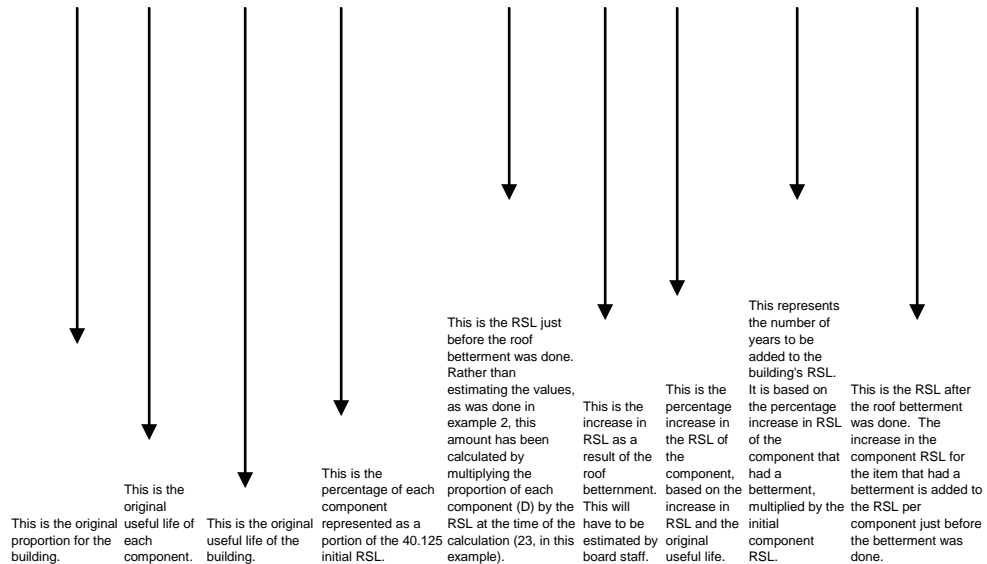 This is the original
proportion for the
building.
This is the
original
useful life of
each
component.
This is the original
useful life of the
building.
This is the
percentage of each
component
represented as a
portion of the 40.125
initial RSL.
This is the RSL just
before the roof
betterment was done.
Rather than
estimating the values,
as was done in
example 2, this
amount has been
calculated by
multiplying the
proportion of each
component (D) by the
RSL at the time of the
calculation (23, in this
example).
This is the
increase in
RSL as a
result of the
roof
betternment.
This will
have to be
estimated by
board staff.
This is the
percentage
increase in
the RSL of
the
component,
based on the
increase in
RSL and the
original
useful life.
This represents
the number of
years to be
added to the
building's RSL.
It is based on
the percentage
increase in RSL
of the
component that
had a
betterment,
multiplied by the
initial
component
RSL.
This is the RSL after
the roof betterment
was done.  The
increase in the
component RSL for
the item that had a
betterment is added to
the RSL per
component just before
the betterment was
done.